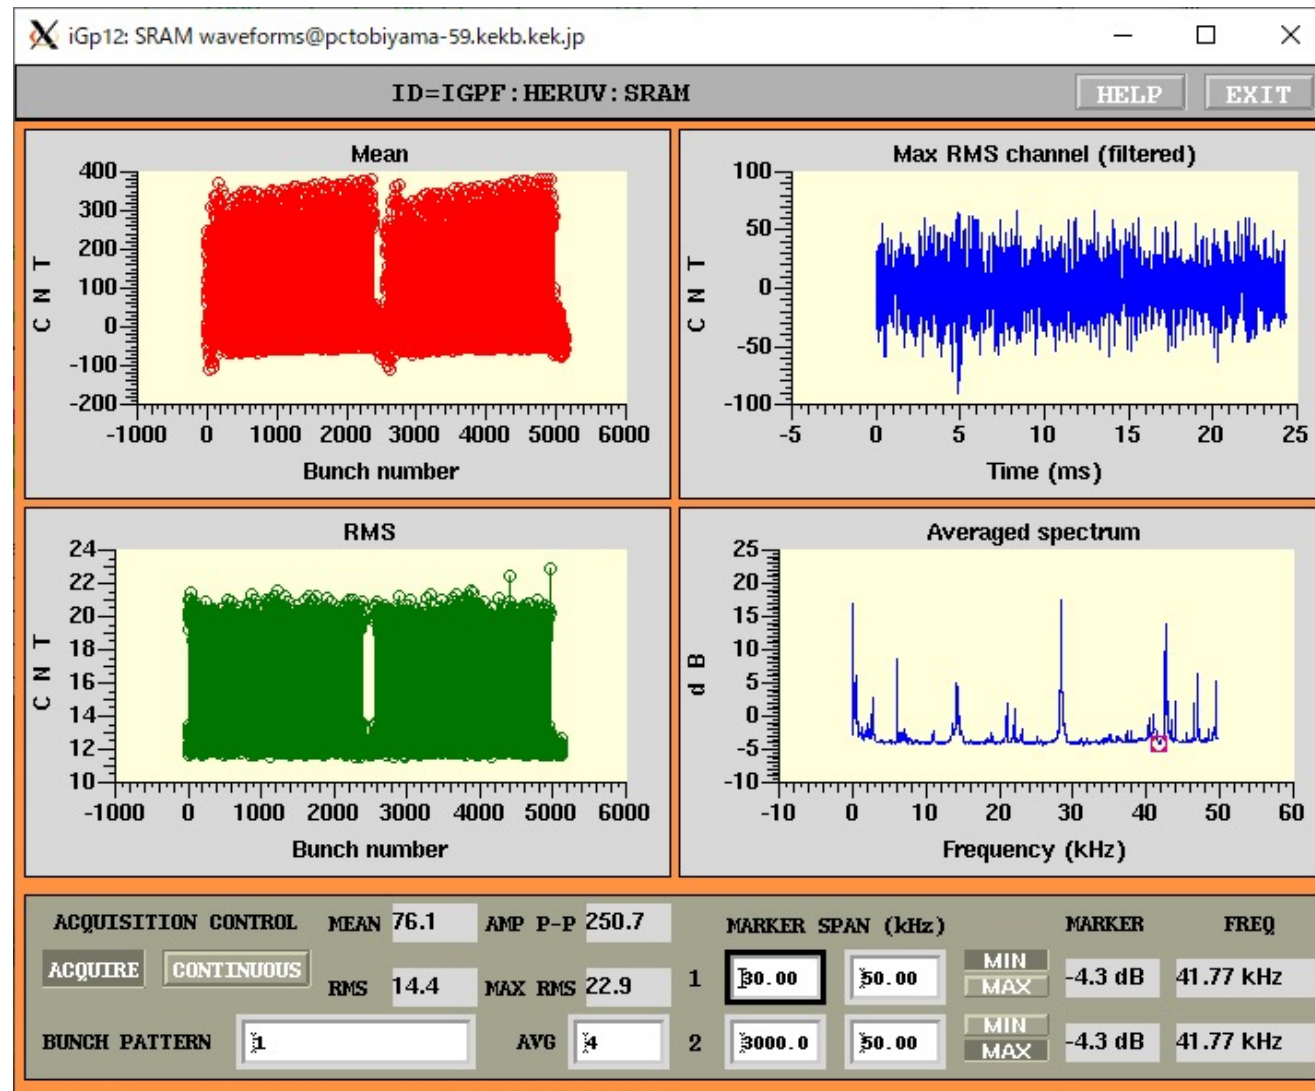 iGp12: SRAM waveforms@pctobiyama-59.kekb.kek.jp
ID=IGPF:HERUV:SRAM
HELP
EXIT
Mean
400
300
200
100
0
-100
-200
CNT
-1000 0 1000 2000 3000 4000 5000 6000
Bunch number
Max RMS channel (filtered)
100
50
0
-50
-100
CNT
-5 0 5 10 15 20 25
Time (ms)
RMS
24
22
20
18
16
14
12
10
CNT
-1000 0 1000 2000 3000 4000 5000 6000
Bunch number
Averaged spectrum
25
20
15
10
5
0
-5
-10
dB
-10 0 10 20 30 40 50 60
Frequency (kHz)
ACQUISITION CONTROL
ACQUIRE
CONTINUOUS
MEAN 76.1
AMP P-P 250.7
RMS 14.4
MAX RMS 22.9
BUNCH PATTERN 1
AVG 4
MARKER SPAN (kHz) MARKER FREQ
1 30.00 50.00 MIN MAX -4.3 dB 41.77 kHz
2 3000.0 50.00 MIN MAX -4.3 dB 41.77 kHz